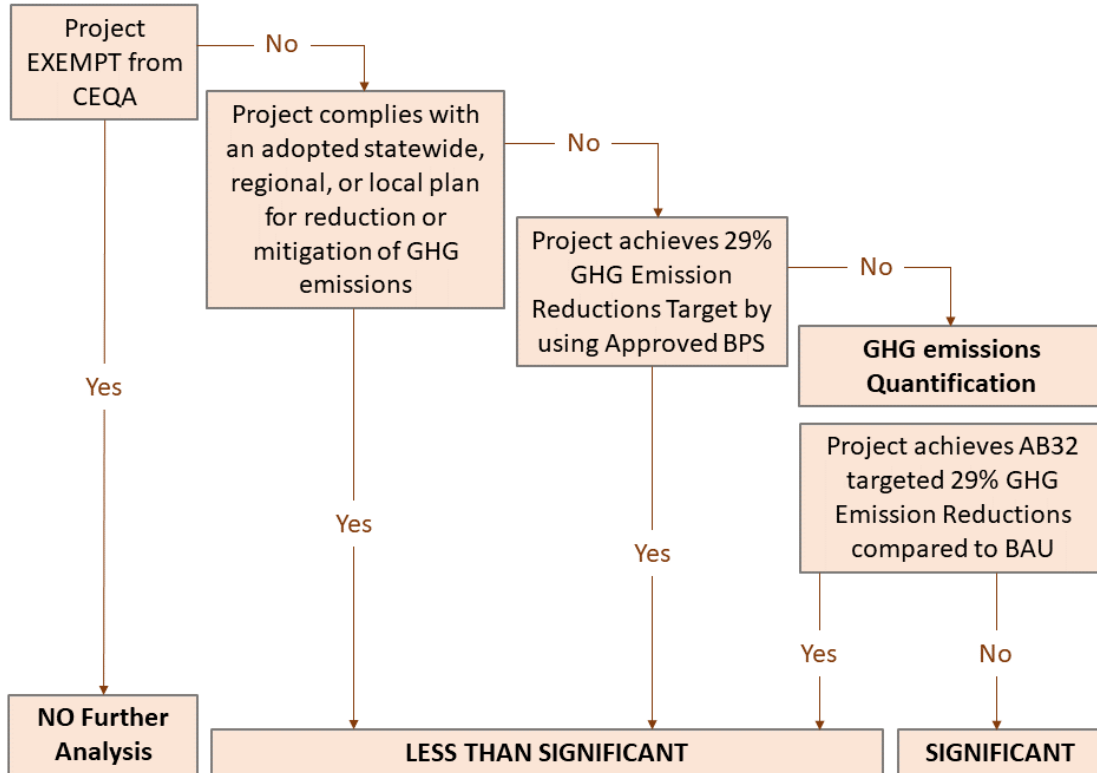 Project
EXEMPT from
CEQA
No
Project complies with
an adopted statewide,
regional, or local plan
for reduction or
mitigation of GHG
emissions
No
Project achieves 29%
GHG Emission
Reductions Target by
using Approved BPS
No
GHG emissions
Quantification
Project achieves AB32
targeted 29% GHG
Emission Reductions
compared to BAU
Yes
Yes
Yes
Yes
No
NO Further
Analysis
LESS THAN SIGNIFICANT
SIGNIFICANT